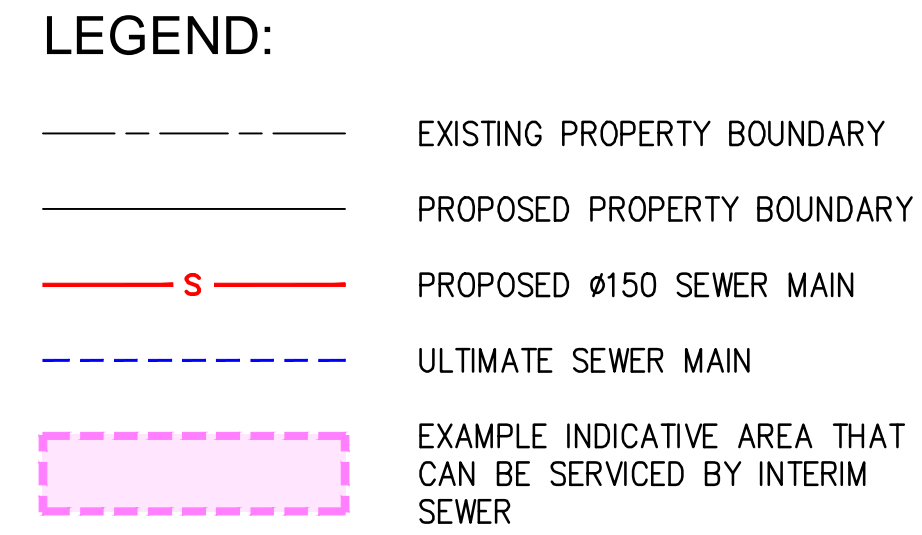 LEGEND:
EXISTING PROPERTY BOUNDARY
PROPOSED PROPERTY BOUNDARY
S PROPOSED Ø150 SEWER MAIN
ULTIMATE SEWER MAIN
EXAMPLE INDICATIVE AREA THAT
CAN BE SERVICED BY INTERIM
SEWER